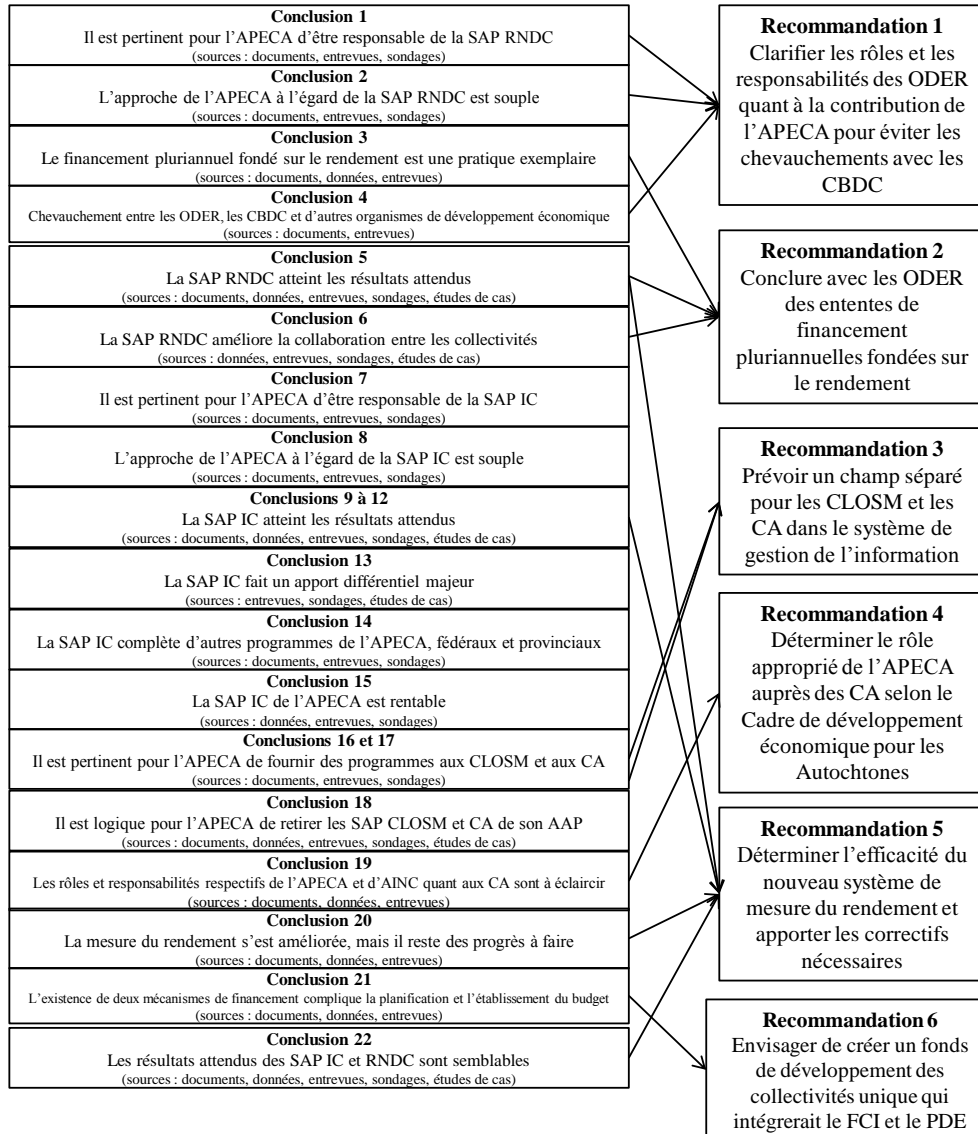 Conclusion 1
Il est pertinent pour l’APECA d’être responsable de la SAP RNDC
(sources : documents, entrevues, sondages)
Conclusion 2
L’approche de l’APECA à l’égard de la SAP RNDC est souple
(sources : documents, entrevues, sondages)
Conclusion 3
Le financement pluriannuel fondé sur le rendement est une pratique exemplaire
(sources : documents, données, entrevues)
Conclusion 4
Chevauchement entre les ODER, les CBDC et d’autres organismes de développement économique
(sources : documents, entrevues)
Conclusion 5
La SAP RNDC atteint les résultats attendus
(sources : documents, données, entrevues, sondages, études de cas)
Conclusion 6
La SAP RNDC améliore la collaboration entre les collectivités
(sources : données, entrevues, sondages, études de cas)
Conclusion 7
Il est pertinent pour l’APECA d’être responsable de la SAP IC
(sources : documents, entrevues, sondages)
Conclusion 8
L’approche de l’APECA à l’égard de la SAP IC est souple
(sources : documents, entrevues, sondages)
Conclusions 9 à 12
La SAP IC atteint les résultats attendus
(sources : documents, données, entrevues, sondages, études de cas)
Conclusion 13
La SAP IC fait un apport différentiel majeur
(sources : entrevues, sondages, études de cas)
Conclusion 14
La SAP IC complète d’autres programmes de l’APECA, fédéraux et provinciaux
(sources : documents, entrevues, sondages)
Conclusion 15
La SAP IC de l’APECA est rentable
(sources : données, entrevues, sondages)
Conclusions 16 et 17
Il est pertinent pour l’APECA de fournir des programmes aux CLOSM et aux CA
(sources : documents, entrevues, sondages)
Conclusion 18
Il est logique pour l’APECA de retirer les SAP CLOSM et CA de son AAP
(sources : documents, données, entrevues, sondages, études de cas)
Conclusion 19
Les rôles et responsabilités respectifs de l’APECA et d’AINC quant aux CA sont à éclaircir
(sources : documents, données, entrevues)
Conclusion 20
La mesure du rendement s’est améliorée, mais il reste des progrès à faire
(sources : documents, données, entrevues)
Conclusion 21
L’existence de deux mécanismes de financement complique la planification et l’établissement du budget
(sources : documents, données, entrevues)
Conclusion 22
Les résultats attendus des SAP IC et RNDC sont semblables
(sources : documents, données, entrevues, sondages, études de cas)
Recommandation 1
Clarifier les rôles et les
responsabilités des ODER
quant à la contribution de
l’APECA pour éviter les
chevauchements avec les
CBDC
Recommandation 2
Conclure avec les ODER
des ententes de
financement
pluriannuelles fondées sur
le rendement
Recommandation 3
Prévoir un champ séparé
pour les CLOSM et les
CA dans le système de
gestion de l’information
Recommandation 4
Déterminer le rôle
approprié de l’APECA
auprès des CA selon le
Cadre de développement
économique pour les
Autochtones
Recommandation 5
Déterminer l’efficacité du
nouveau système de
mesure du rendement et
apporter les correctifs
nécessaires
Recommandation 6
Envisager de créer un fonds
de développement des
collectivités unique qui
intégrerait le FCI et le PDE